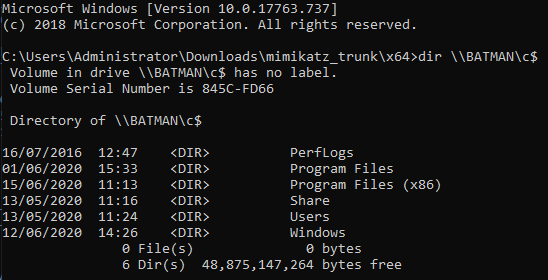 Microsoft Windows [Version 10.0.17763.737]
(c) 2018 Microsoft Corporation. All rights reserved.
C:\Users\Administrator\Downloads\mimikatz_trunk\x64>dir \\BATMAN\c$
Volume in drive \\BATMAN\c$ has no label.
Volume Serial Number is 845C-FD66
Directory of \\BATMAN\c$
16/07/2016  12:47    <DIR>          PerfLogs
01/06/2020  15:33    <DIR>          Program Files
15/06/2020  11:13    <DIR>          Program Files (x86)
13/05/2020  11:16    <DIR>          Share
13/05/2020  11:24    <DIR>          Users
12/06/2020  14:26    <DIR>          Windows
0 File(s)              0 bytes
6 Dir(s)  48,875,147,264 bytes free